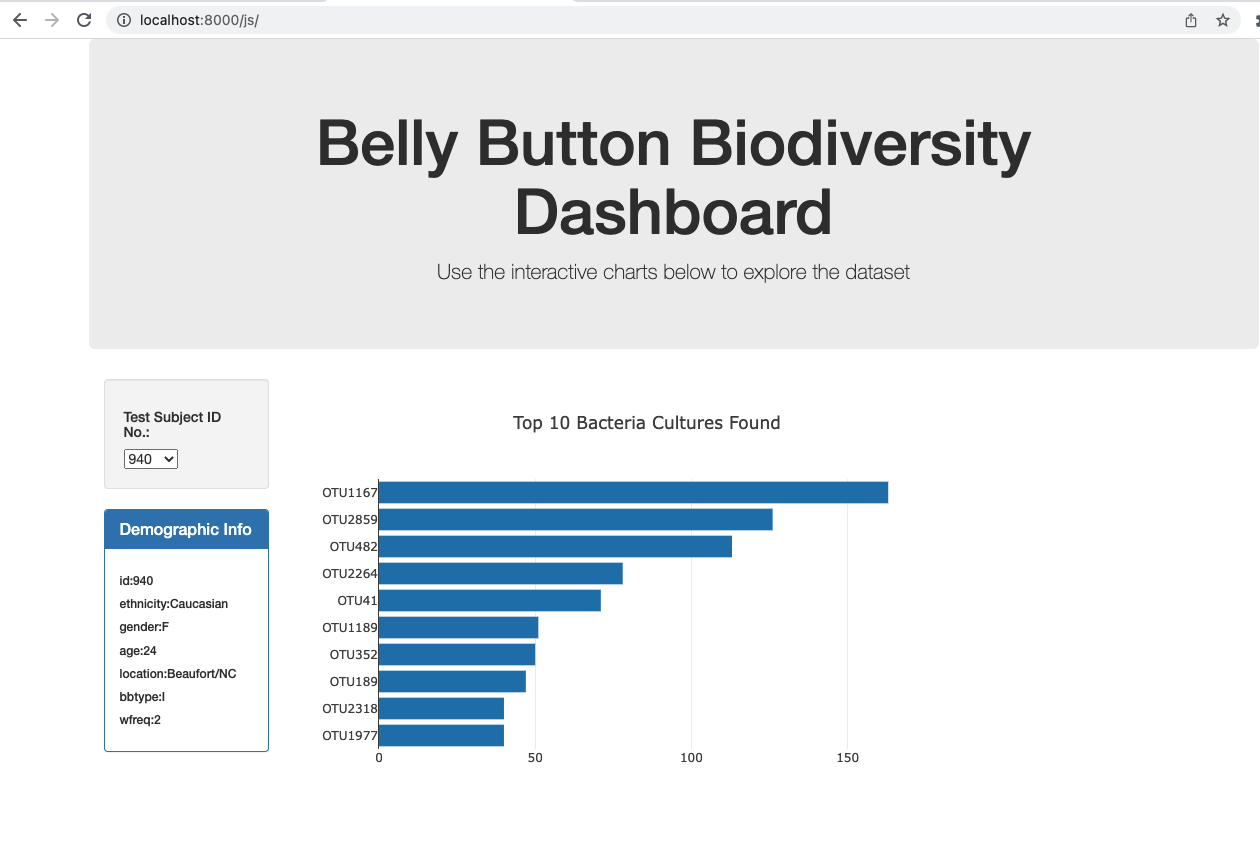 localhost:8000/js/
Belly Button Biodiversity
Dashboard
Use the interactive charts below to explore the dataset
Test Subject ID
No.:
940
Demographic Info
id:940
ethnicity:Caucasian
gender:F
age:24
location:Beaufort/NC
bbtype:I
wfreq:2
Top 10 Bacteria Cultures Found
OTU1167
OTU2859
OTU482
OTU2264
OTU41
OTU1189
OTU352
OTU189
OTU2318
OTU1977
0 50 100 150